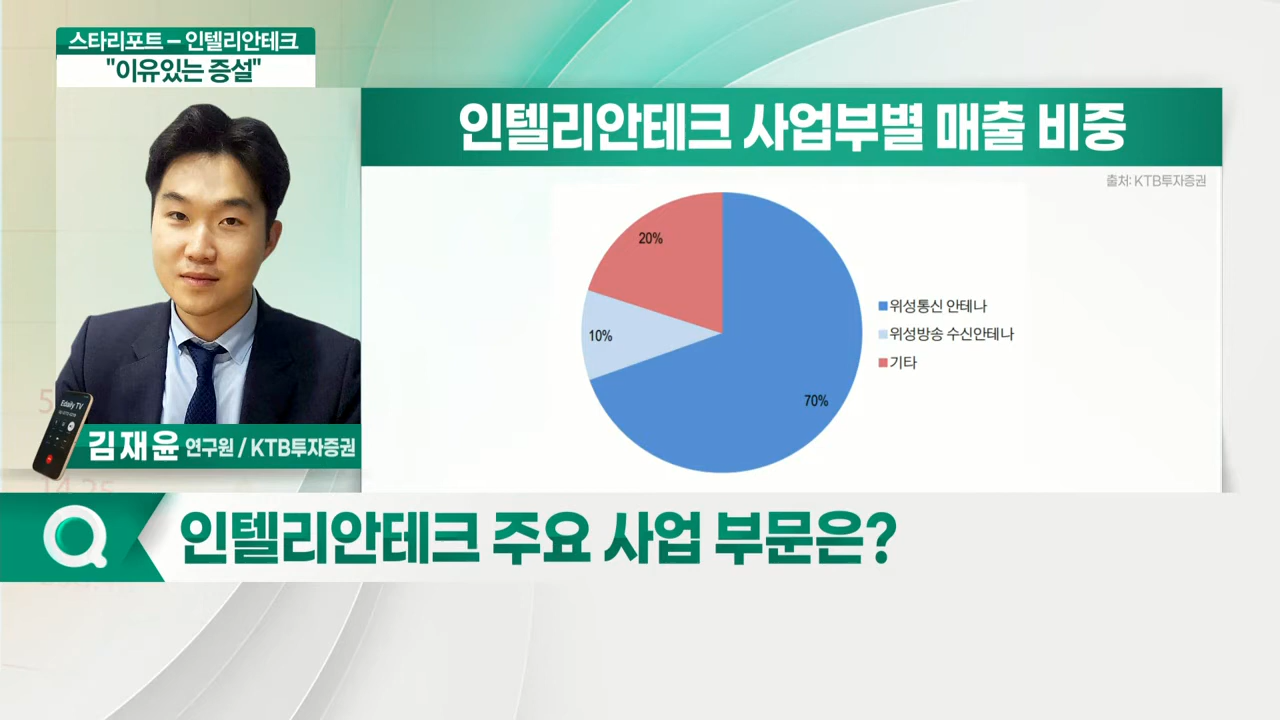 스타리포트 – 인텔리안테크
"이유있는 증설"
인텔리안테크 사업부별 매출 비중
출처: KTB투자증권
20%
10%
70%
위성통신 안테나
위성방송 수신안테나
기타
Edaily TV
김재윤 연구원 / KTB투자증권
인텔리안테크 주요 사업 부문은?